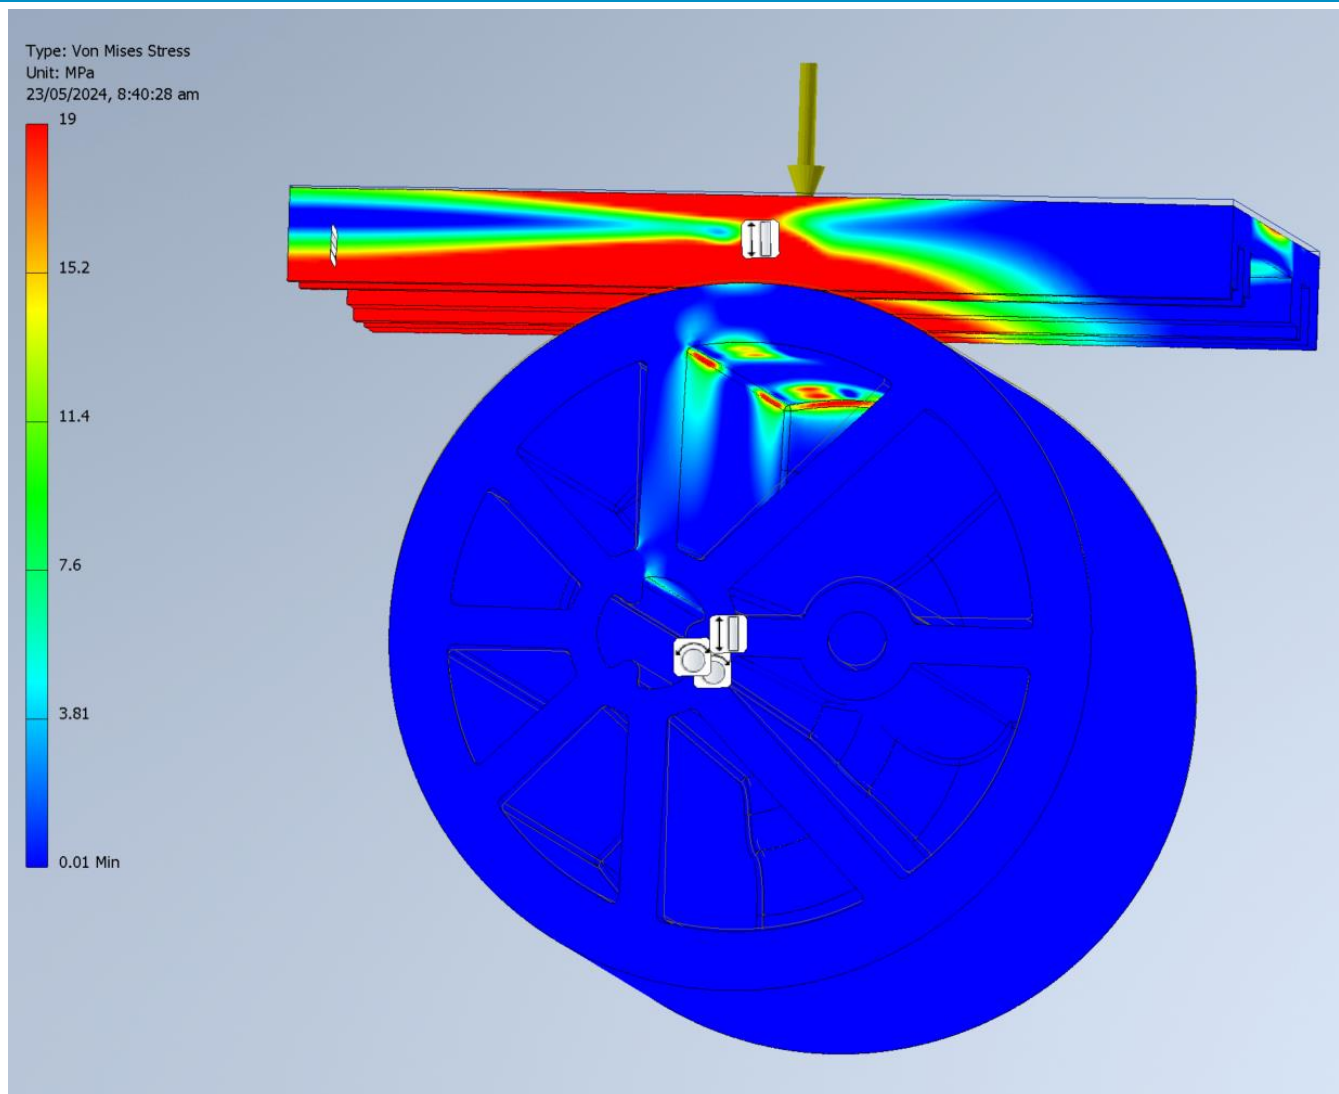 Type: Von Mises Stress
Unit: MPa
23/05/2024, 8:40:28 am
19
15.2
11.4
7.6
3.81
0.01 Min